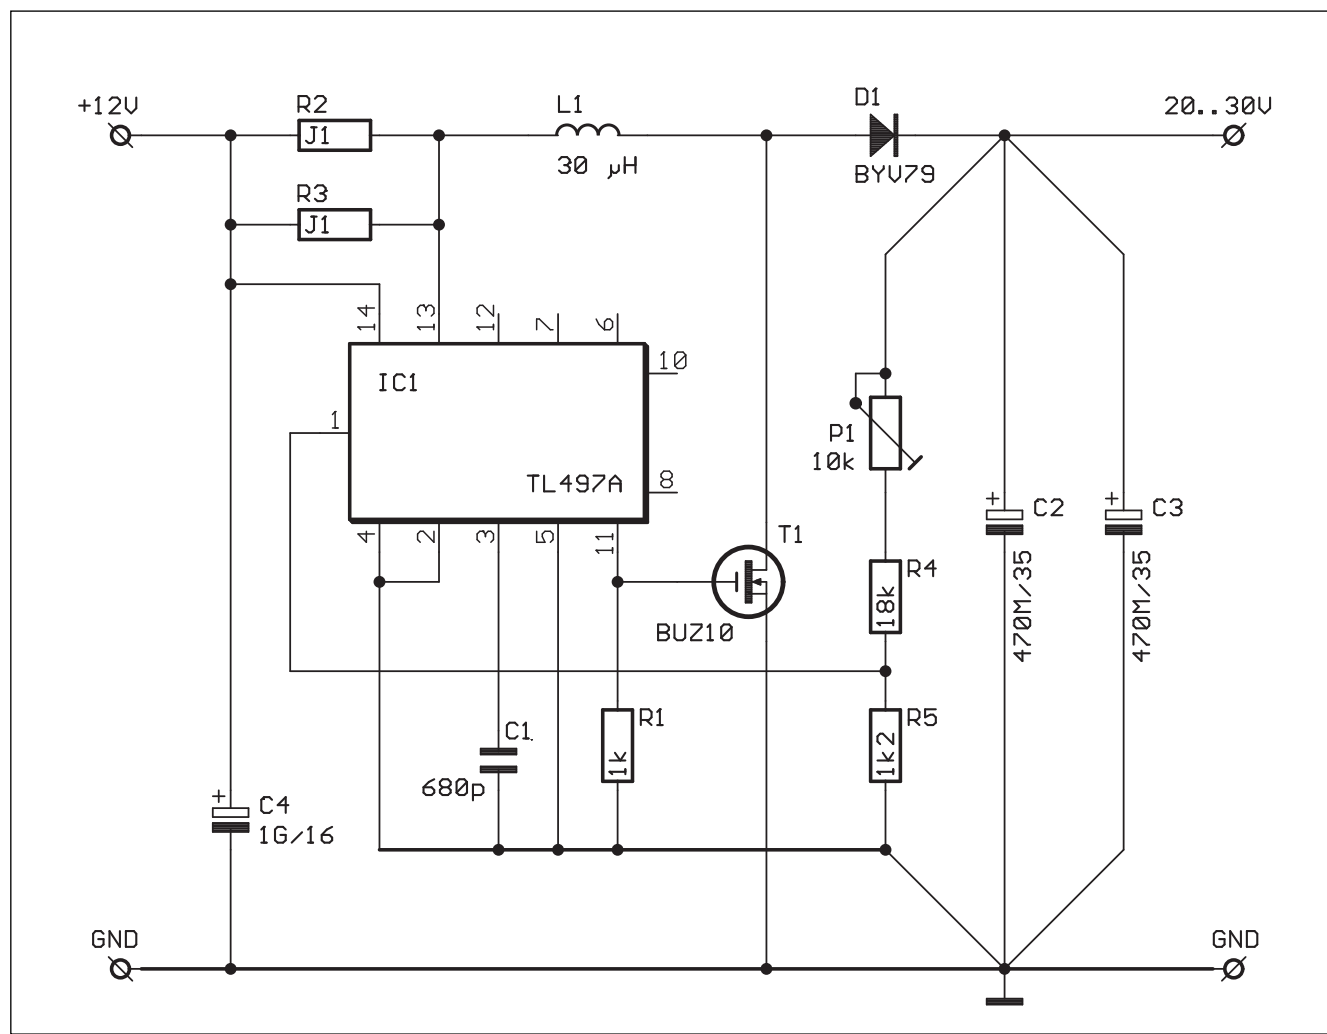 +12V
R2
J1
L1
30 µH
D1
BYV79
20..30V
R3
J1
14
13
12
7
6
10
IC1
1
TL497A
8
P1
10k
4
2
3
5
11
T1
BUZ10
R4
18k
+
C2
470M/35
+
C3
470M/35
C1
680p
R1
1k
R5
1k2
+
C4
1G/16
GND
GND